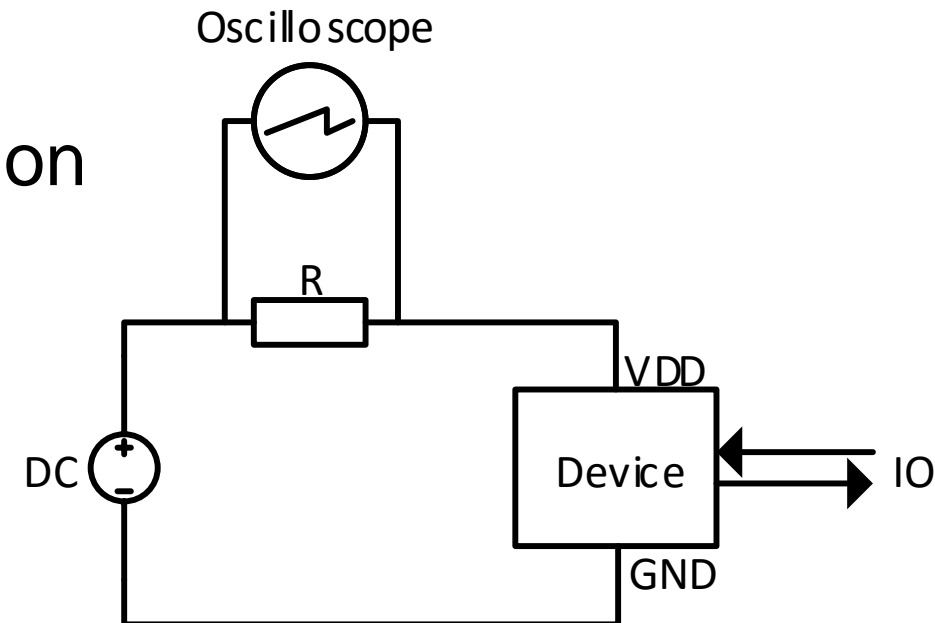 Oscilloscope
on
R
VDD
DC
+
−
Device
IO
GND